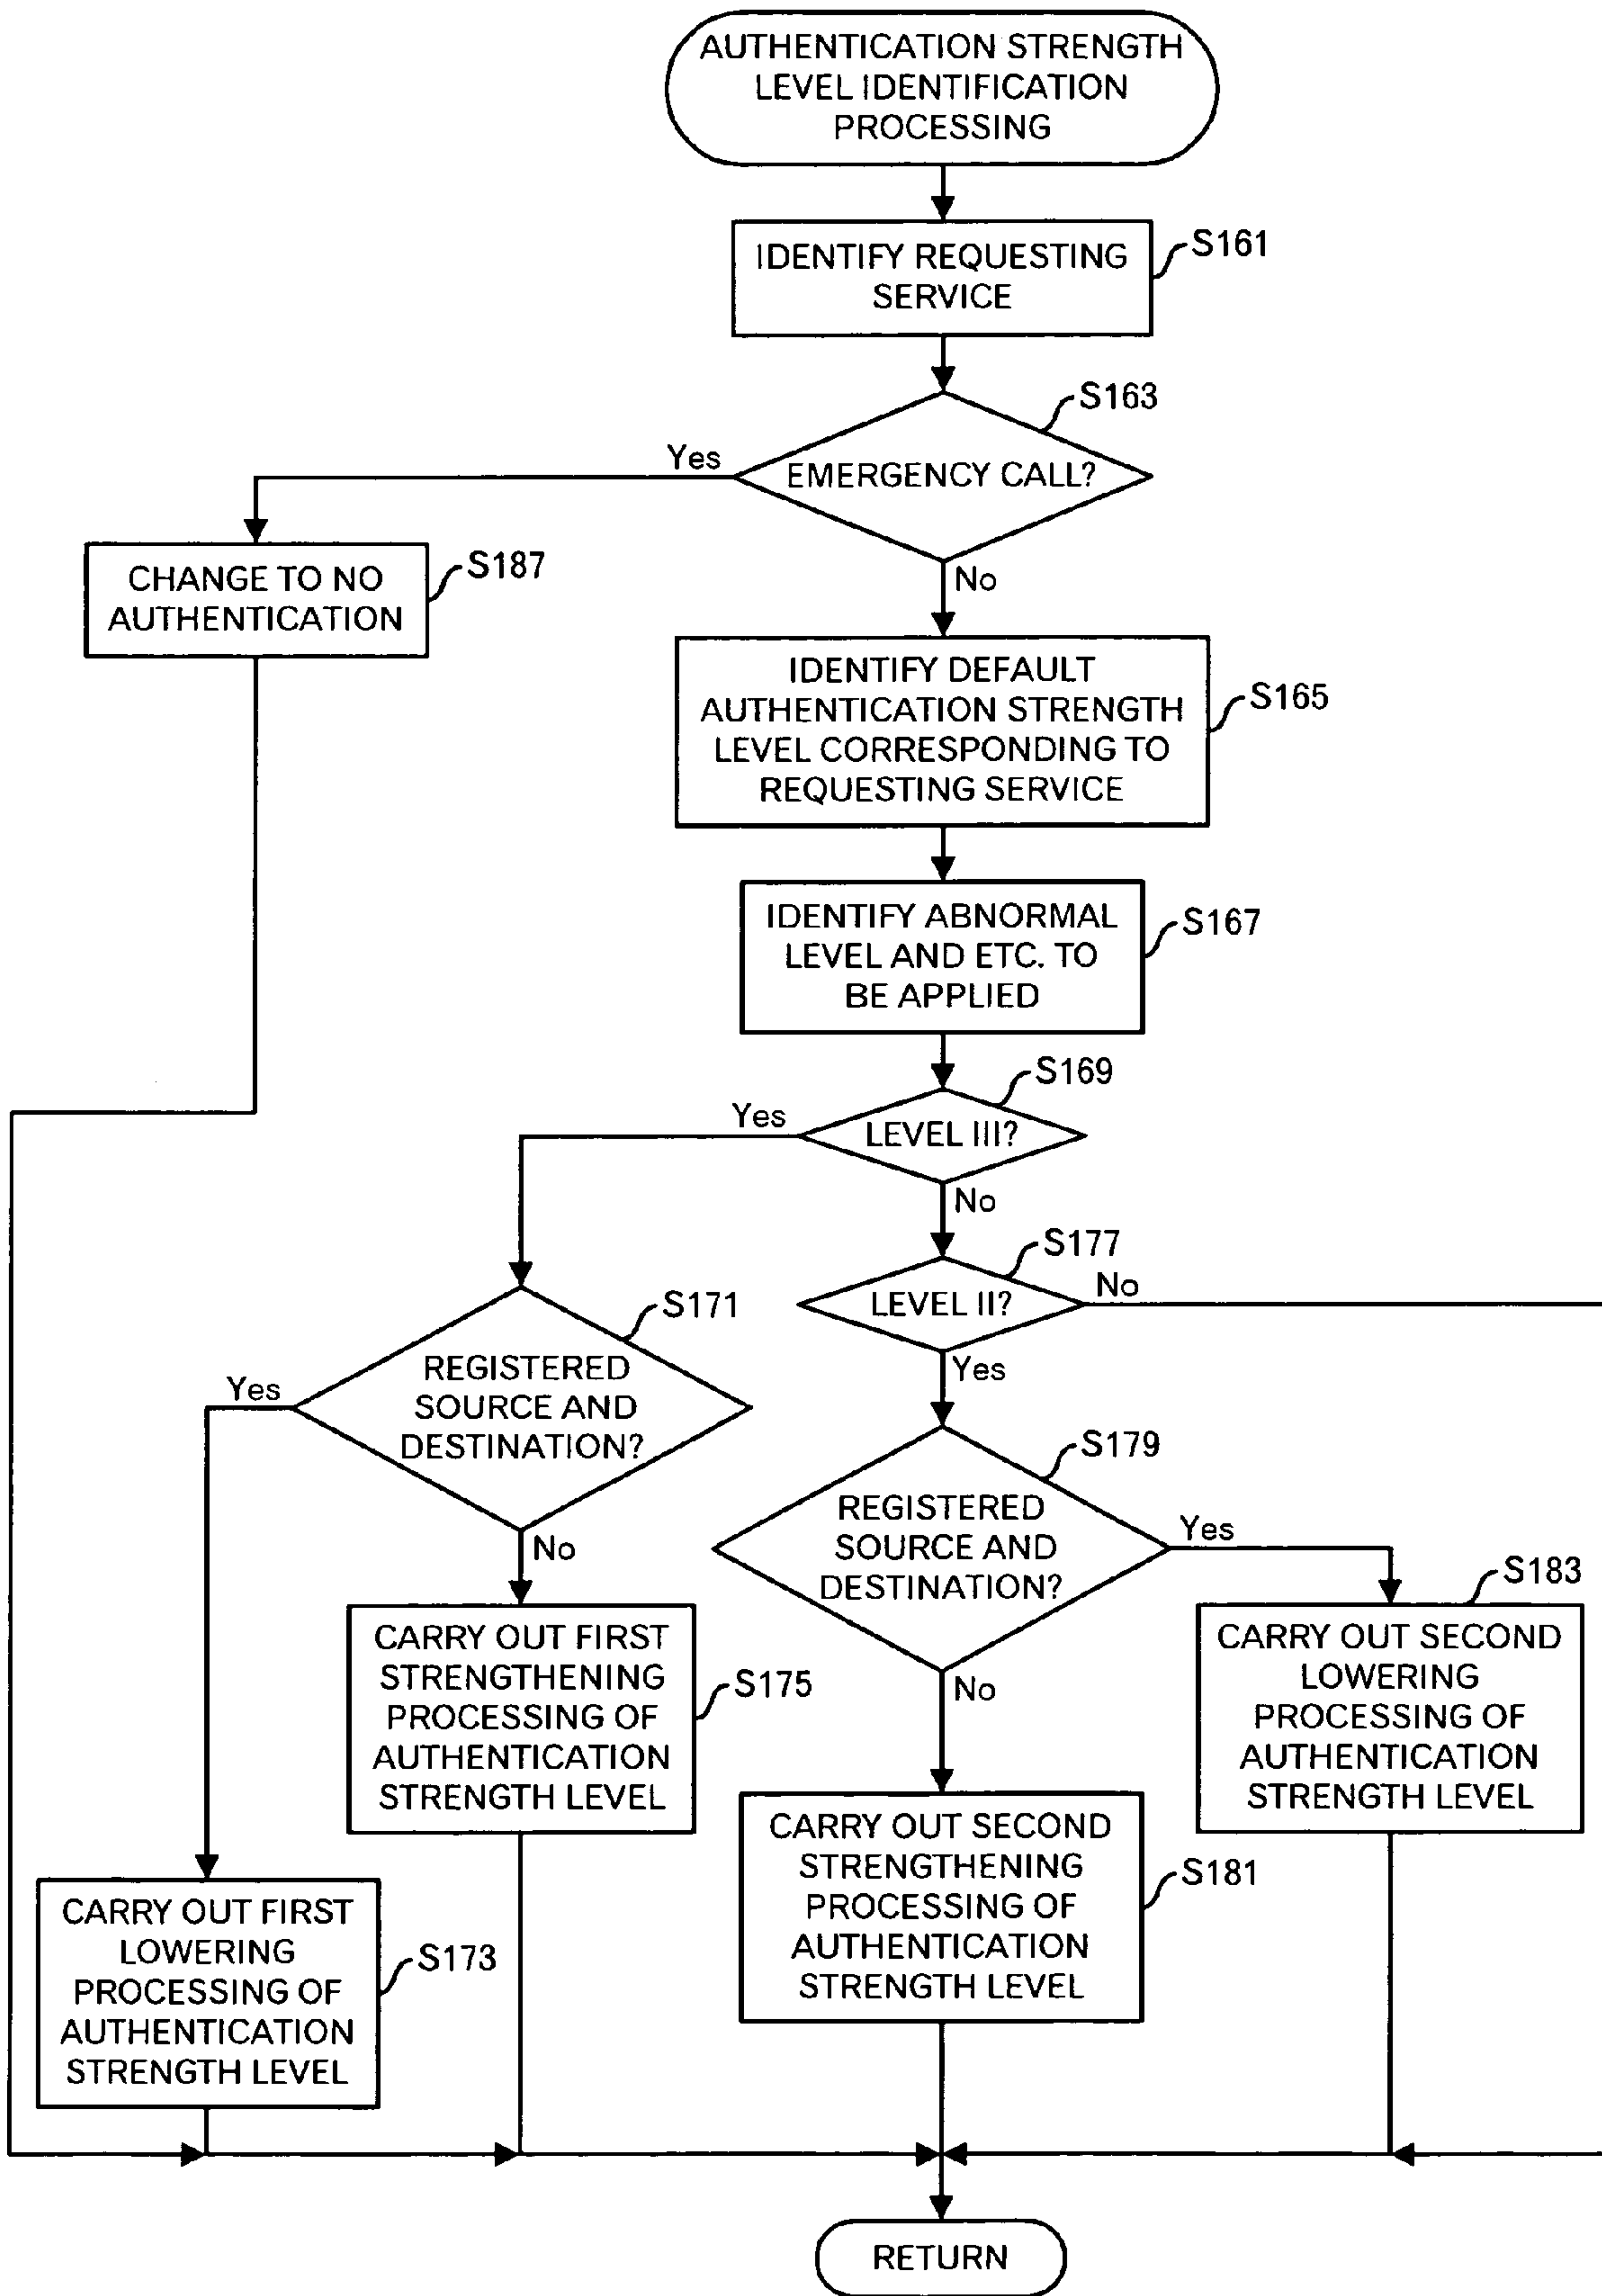 AUTHENTICATION STRENGTH
LEVEL IDENTIFICATION
PROCESSING
IDENTIFY REQUESTING
SERVICE
S161
S163
EMERGENCY CALL?
Yes
No
CHANGE TO NO
AUTHENTICATION
S187
IDENTIFY DEFAULT
AUTHENTICATION STRENGTH
LEVEL CORRESPONDING TO
REQUESTING SERVICE
S165
IDENTIFY ABNORMAL
LEVEL AND ETC. TO
BE APPLIED
S167
S169
LEVEL III?
Yes
No
S177
LEVEL II?
No
Yes
S171
REGISTERED
SOURCE AND
DESTINATION?
Yes
No
S179
REGISTERED
SOURCE AND
DESTINATION?
Yes
No
S183
CARRY OUT SECOND
LOWERING
PROCESSING OF
AUTHENTICATION
STRENGTH LEVEL
CARRY OUT FIRST
STRENGTHENING
PROCESSING OF
AUTHENTICATION
STRENGTH LEVEL
S175
CARRY OUT SECOND
STRENGTHENING
PROCESSING OF
AUTHENTICATION
STRENGTH LEVEL
S181
CARRY OUT FIRST
LOWERING
PROCESSING OF
AUTHENTICATION
STRENGTH LEVEL
S173
RETURN